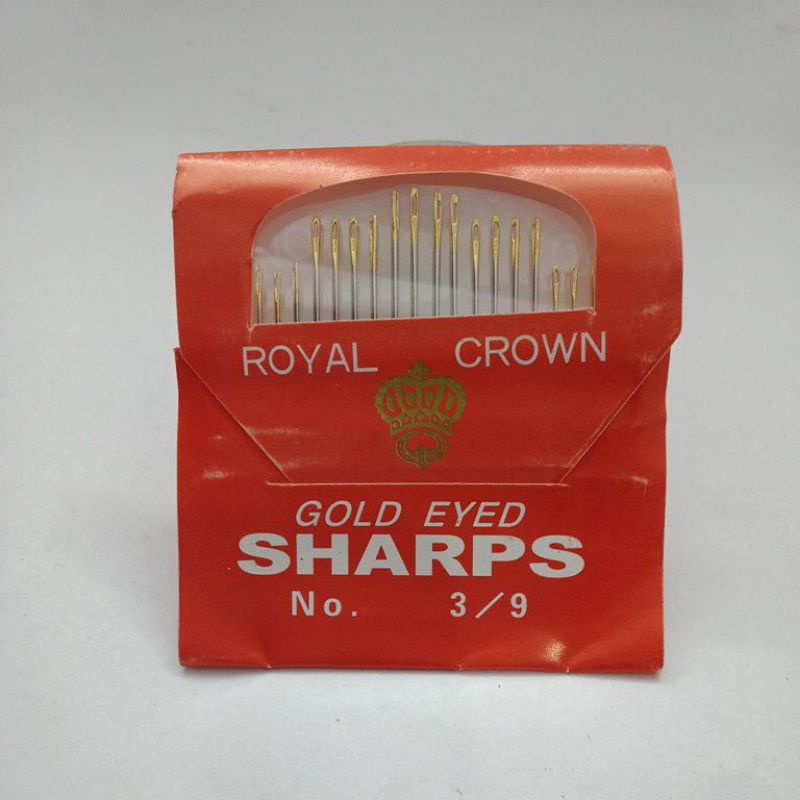 ROYAL CROWN
GOLD EYED
SHARPS
No. 3/9